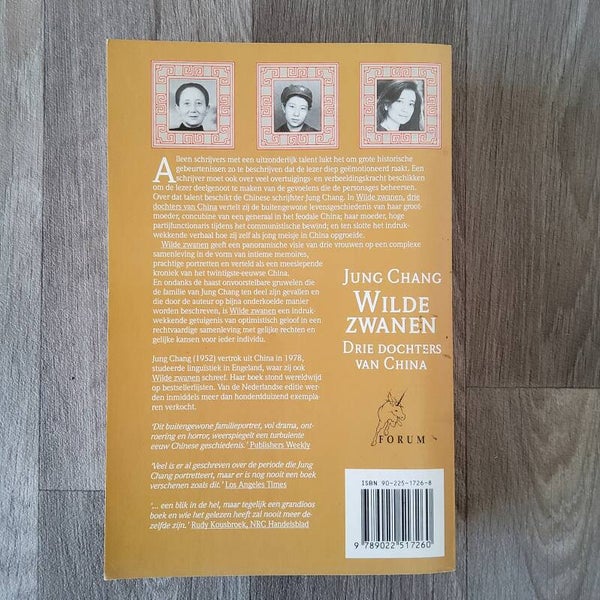 Alleen schrijvers met een uitzonderlijk talent lukt het om grote historische
gebeurtenissen zo te beschrijven dat de lezer diep geëmotioneerd raakt. Een
schrijver moet ook over veel overtuigings- en verbeeldingskracht beschikken
om de lezer deelgenoot te maken van de gevoelens die de personages beheersen.
Over dat talent beschikt de Chinese schrijfster Jung Chang. In Wilde zwanen, drie
dochters van China vertelt zij de buitengewone levensgeschiedenis van haar groot-
moeder, concubine van een generaal in het feodale China; haar moeder, hoge
partijfunctionaris tijdens het communistische bewind; en ten slotte het indruk-
wekkende verhaal hoe zij zelf als jong meisje in China opgroeide.
Wilde zwanen geeft een panoramische visie van drie vrouwen op een complexe
samenleving in de vorm van intieme memoires,
prachtige portretten en verteld als een meeslepende
kroniek van het twintigste-eeuwse China.
En ondanks de haast onvoorstelbare gruwelen die
de familie van Jung Chang ten deel zijn gevallen en
die door de auteur op bijna onderkoelde manier
worden beschreven, is Wilde zwanen een indruk-
wekkende getuigenis van optimistisch geloof in een
rechtvaardige samenleving met gelijke rechten en
gelijke kansen voor ieder individu.
Jung Chang (1952) vertrok uit China in 1978,
studeerde linguïstiek in Engeland, waar zij ook
Wilde zwanen schreef. Haar boek stond wereldwijd
op bestsellerlijsten. Van de Nederlandse editie wer-
den inmiddels meer dan honderdduizend exempla-
ren verkocht.
'Dit buitengewone familieportret, vol drama, ont-
roering en horror, weerspiegelt een turbulente
eeuw Chinese geschiedenis.' Publishers Weekly
'Veel is er al geschreven over de periode die Jung
Chang portretteert, maar er is nog nooit een boek
verschenen zoals dit.' Los Angeles Times
'... een blik in de hel, maar tegelijk een grandioos
boek en wie het gelezen heeft zal nooit meer de-
zelfde zijn.' Rudy Kousbroek, NRC Handelsblad
JUNG CHANG
WILDE
ZWANEN
DRIE DOCHTERS
VAN CHINA
FORUM
ISBN 90-225-1726-8
9 789022 517260